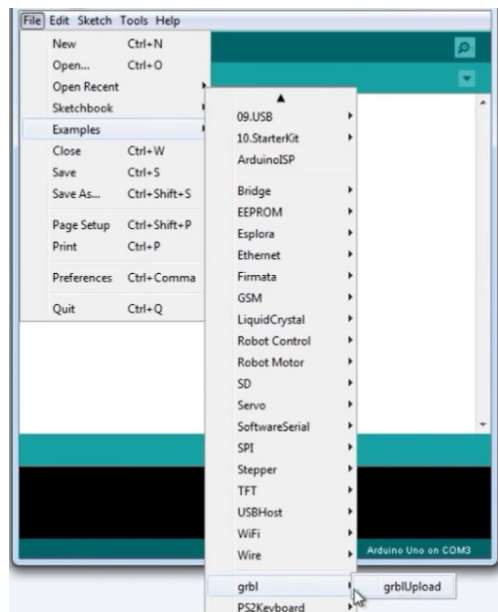 File Edit Sketch Tools Help
New Ctrl+N
Open... Ctrl+O
Open Recent
Sketchbook
Examples
Close Ctrl+W
Save Ctrl+S
Save As... Ctrl+Shift+S
Page Setup Ctrl+Shift+P
Print Ctrl+P
Preferences Ctrl+Comma
Quit Ctrl+Q
09.USB
10.StarterKit
ArduinoISP
Bridge
EEPROM
Esplora
Ethernet
Firmata
GSM
LiquidCrystal
Robot Control
Robot Motor
SD
Servo
SoftwareSerial
SPI
Stepper
TFT
USBHost
WiFi
Wire
grbl
PS2Keyboard
grblUpload
Arduino Uno on COM3